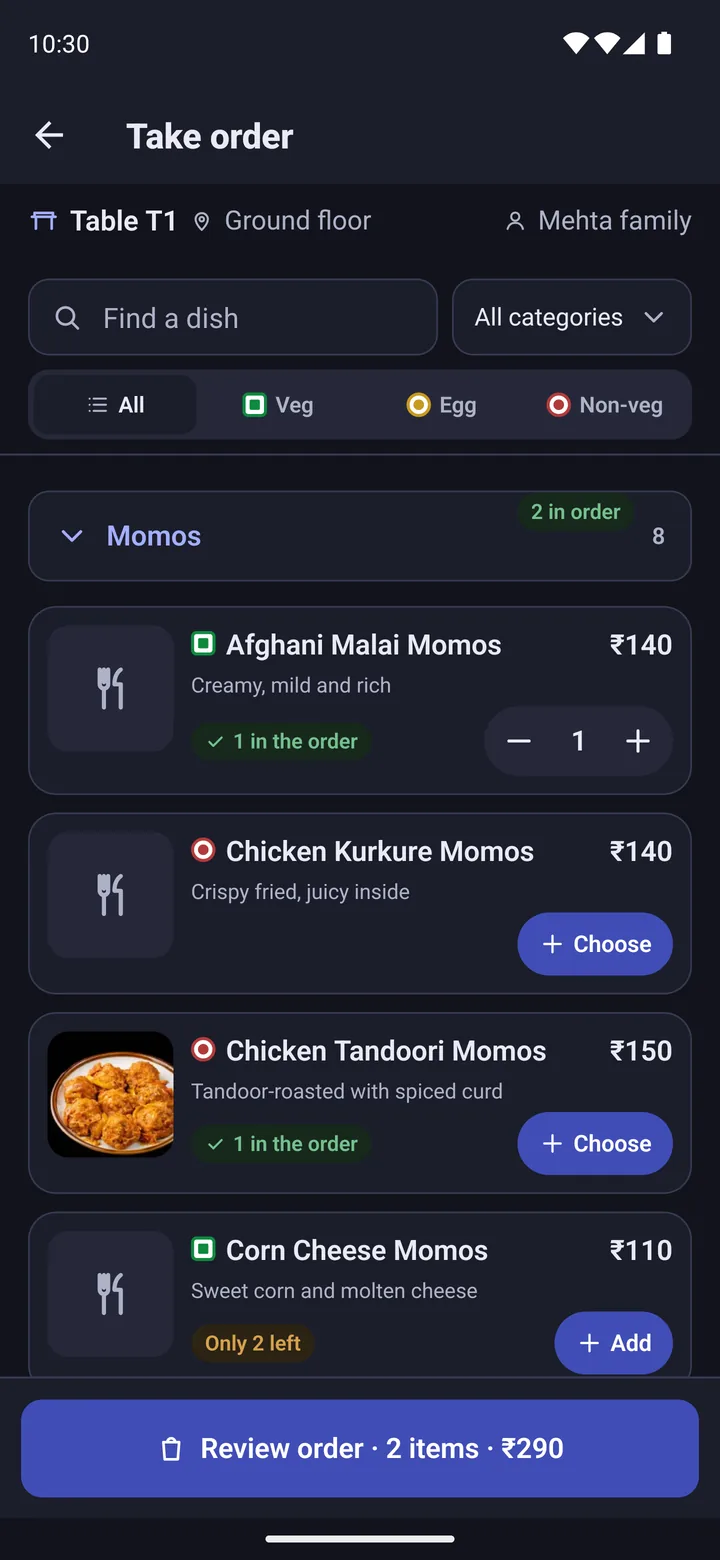 10:30
Take order
Table T1 Ground floor Mehta family
Find a dish All categories
All Veg Egg Non-veg
2 in order
Momos 8
Afghani Malai Momos ₹140
Creamy, mild and rich
1 in the order 1
Chicken Kurkure Momos ₹140
Crispy fried, juicy inside
Choose
Chicken Tandoori Momos ₹150
Tandoor-roasted with spiced curd
1 in the order Choose
Corn Cheese Momos ₹110
Sweet corn and molten cheese
Only 2 left Add
Review order · 2 items · ₹290